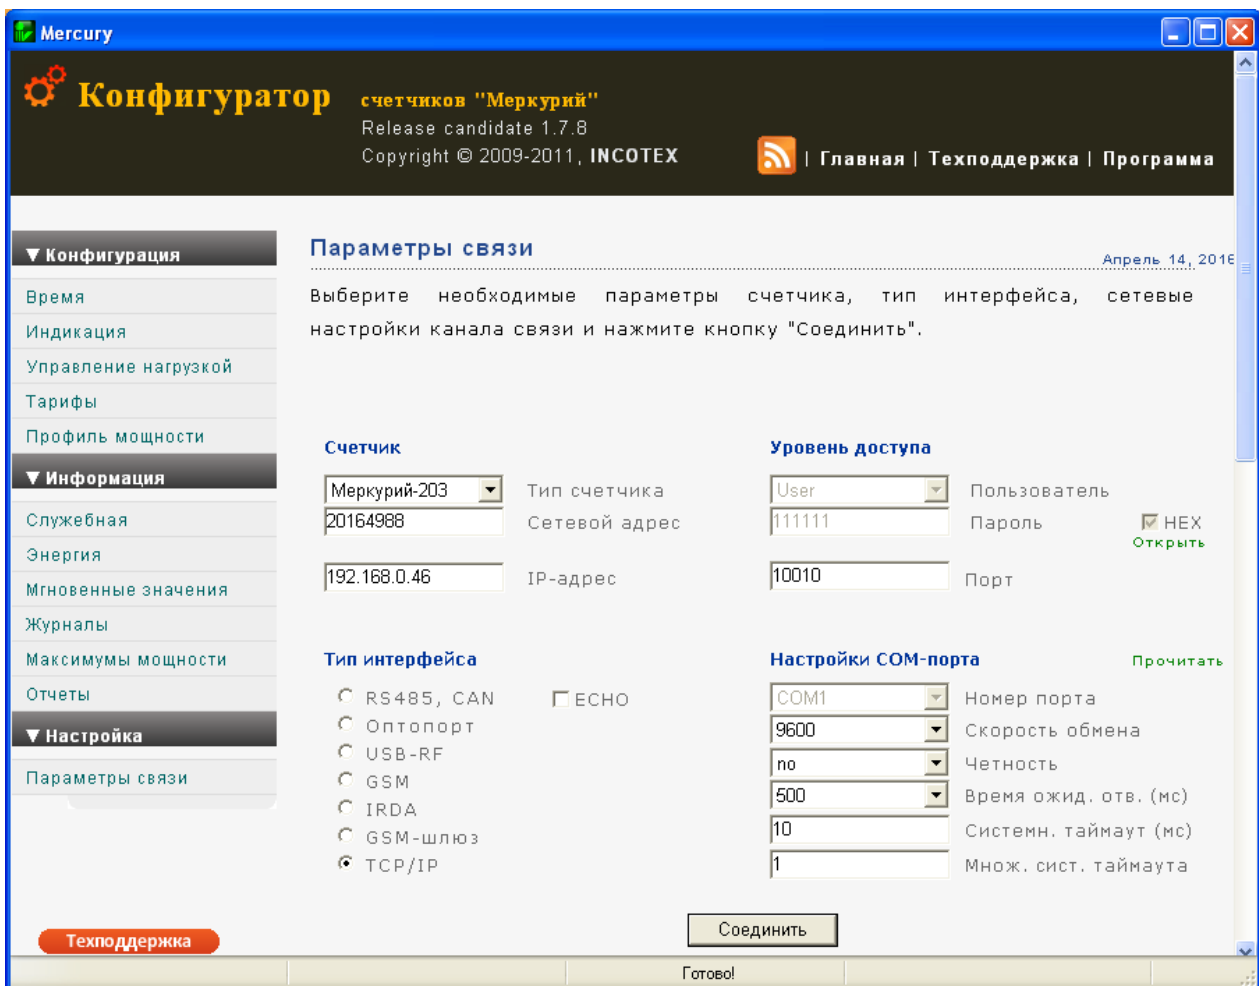 Mercury
Конфигуратор
счетчиков "Меркурий"
Release candidate 1.7.8
Copyright © 2009-2011, INCOTEX
| Главная | Техподдержка | Программа
▼ Конфигурация
Время
Индикация
Управление нагрузкой
Тарифы
Профиль мощности
▼ Информация
Служебная
Энергия
Мгновенные значения
Журналы
Максимумы мощности
Отчеты
▼ Настройка
Параметры связи
Техподдержка
Параметры связи
Апрель 14, 2016
Выберите необходимые параметры счетчика, тип интерфейса, сетевые
настройки канала связи и нажмите кнопку "Соединить".
Счетчик
Меркурий-203 Тип счетчика
20164988 Сетевой адрес
192.168.0.46 IP-адрес
Уровень доступа
User Пользователь
111111 Пароль HEX
Открыть
10010 Порт
Тип интерфейса
RS485, CAN ECHO
Оптопорт
USB-RF
GSM
IRDA
GSM-шлюз
TCP/IP
Настройки COM-порта Прочитать
COM1 Номер порта
9600 Скорость обмена
no Четность
500 Время ожид. отв. (мс)
10 Системн. таймаут (мс)
1 Множ. сист. таймаута
Соединить
Готово!